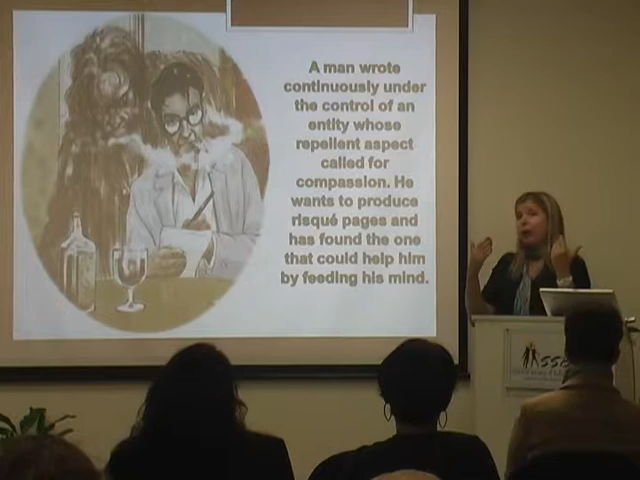 A man wrote
continuously under
the control of an
entity whose
repellent aspect
called for
compassion. He
wants to produce
risqué pages and
has found the one
that could help him
by feeding his mind.